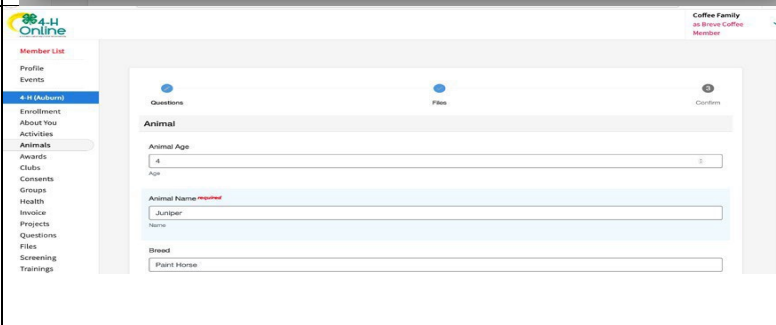 4-H
Online
Coffee Family
as Breve Coffee
Member
Member List
Profile
Events
4-H (Auburn)
Enrollment
About You
Activities
Animals
Awards
Clubs
Consents
Groups
Health
Invoice
Projects
Questions
Files
Screening
Trainings
Questions
Files
3
Confirm
Animal
Animal Age
4
Age
Animal Name required
Juniper
Name
Breed
Paint Horse